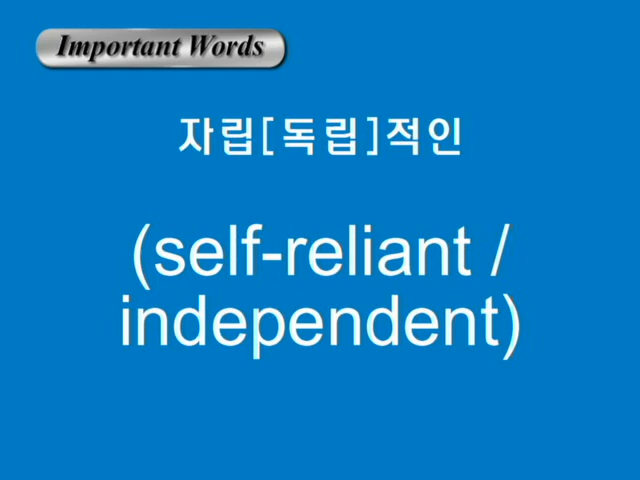 Important Words
자립[독립]적인
(self-reliant /
independent)